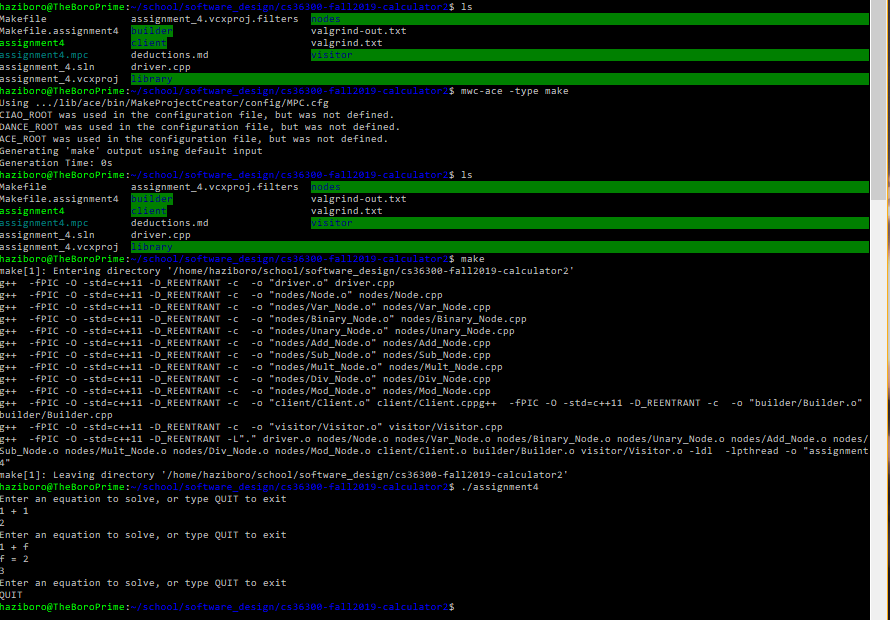 haziboro@TheBoroPrime:~/school/software_design/cs36300-fall2019-calculator2$ ls
Makefile assignment_4.vcxproj.filters nodes
Makefile.assignment4 builder valgrind-out.txt
assignment4 client valgrind.txt
assignment4.mpc deductions.md visitor
assignment_4.sln driver.cpp
assignment_4.vcxproj library
haziboro@TheBoroPrime:~/school/software_design/cs36300-fall2019-calculator2$ mwc-ace -type make
Using .../lib/ace/bin/MakeProjectCreator/config/MPC.cfg
CIAO_ROOT was used in the configuration file, but was not defined.
DANCE_ROOT was used in the configuration file, but was not defined.
ACE_ROOT was used in the configuration file, but was not defined.
Generating 'make' output using default input
Generation Time: 0s
haziboro@TheBoroPrime:~/school/software_design/cs36300-fall2019-calculator2$ ls
Makefile assignment_4.vcxproj.filters nodes
Makefile.assignment4 builder valgrind-out.txt
assignment4 client valgrind.txt
assignment4.mpc deductions.md visitor
assignment_4.sln driver.cpp
assignment_4.vcxproj library
haziboro@TheBoroPrime:~/school/software_design/cs36300-fall2019-calculator2$ make
make[1]: Entering directory '/home/haziboro/school/software_design/cs36300-fall2019-calculator2'
g++ -fPIC -O -std=c++11 -D_REENTRANT -c -o "driver.o" driver.cpp
g++ -fPIC -O -std=c++11 -D_REENTRANT -c -o "nodes/Node.o" nodes/Node.cpp
g++ -fPIC -O -std=c++11 -D_REENTRANT -c -o "nodes/Var_Node.o" nodes/Var_Node.cpp
g++ -fPIC -O -std=c++11 -D_REENTRANT -c -o "nodes/Binary_Node.o" nodes/Binary_Node.cpp
g++ -fPIC -O -std=c++11 -D_REENTRANT -c -o "nodes/Unary_Node.o" nodes/Unary_Node.cpp
g++ -fPIC -O -std=c++11 -D_REENTRANT -c -o "nodes/Add_Node.o" nodes/Add_Node.cpp
g++ -fPIC -O -std=c++11 -D_REENTRANT -c -o "nodes/Sub_Node.o" nodes/Sub_Node.cpp
g++ -fPIC -O -std=c++11 -D_REENTRANT -c -o "nodes/Mult_Node.o" nodes/Mult_Node.cpp
g++ -fPIC -O -std=c++11 -D_REENTRANT -c -o "nodes/Div_Node.o" nodes/Div_Node.cpp
g++ -fPIC -O -std=c++11 -D_REENTRANT -c -o "nodes/Mod_Node.o" nodes/Mod_Node.cpp
g++ -fPIC -O -std=c++11 -D_REENTRANT -c -o "client/Client.o" client/Client.cppg++ -fPIC -O -std=c++11 -D_REENTRANT -c -o "builder/Builder.o"
builder/Builder.cpp
g++ -fPIC -O -std=c++11 -D_REENTRANT -c -o "visitor/Visitor.o" visitor/Visitor.cpp
g++ -fPIC -O -std=c++11 -D_REENTRANT -L"." driver.o nodes/Node.o nodes/Var_Node.o nodes/Binary_Node.o nodes/Unary_Node.o nodes/Add_Node.o nodes/
Sub_Node.o nodes/Mult_Node.o nodes/Div_Node.o nodes/Mod_Node.o client/Client.o builder/Builder.o visitor/Visitor.o -ldl -lpthread -o "assignment
4"
make[1]: Leaving directory '/home/haziboro/school/software_design/cs36300-fall2019-calculator2'
haziboro@TheBoroPrime:~/school/software_design/cs36300-fall2019-calculator2$ ./assignment4
Enter an equation to solve, or type QUIT to exit
1 + 1
2
Enter an equation to solve, or type QUIT to exit
1 + f
f = 2
3
Enter an equation to solve, or type QUIT to exit
QUIT
haziboro@TheBoroPrime:~/school/software_design/cs36300-fall2019-calculator2$